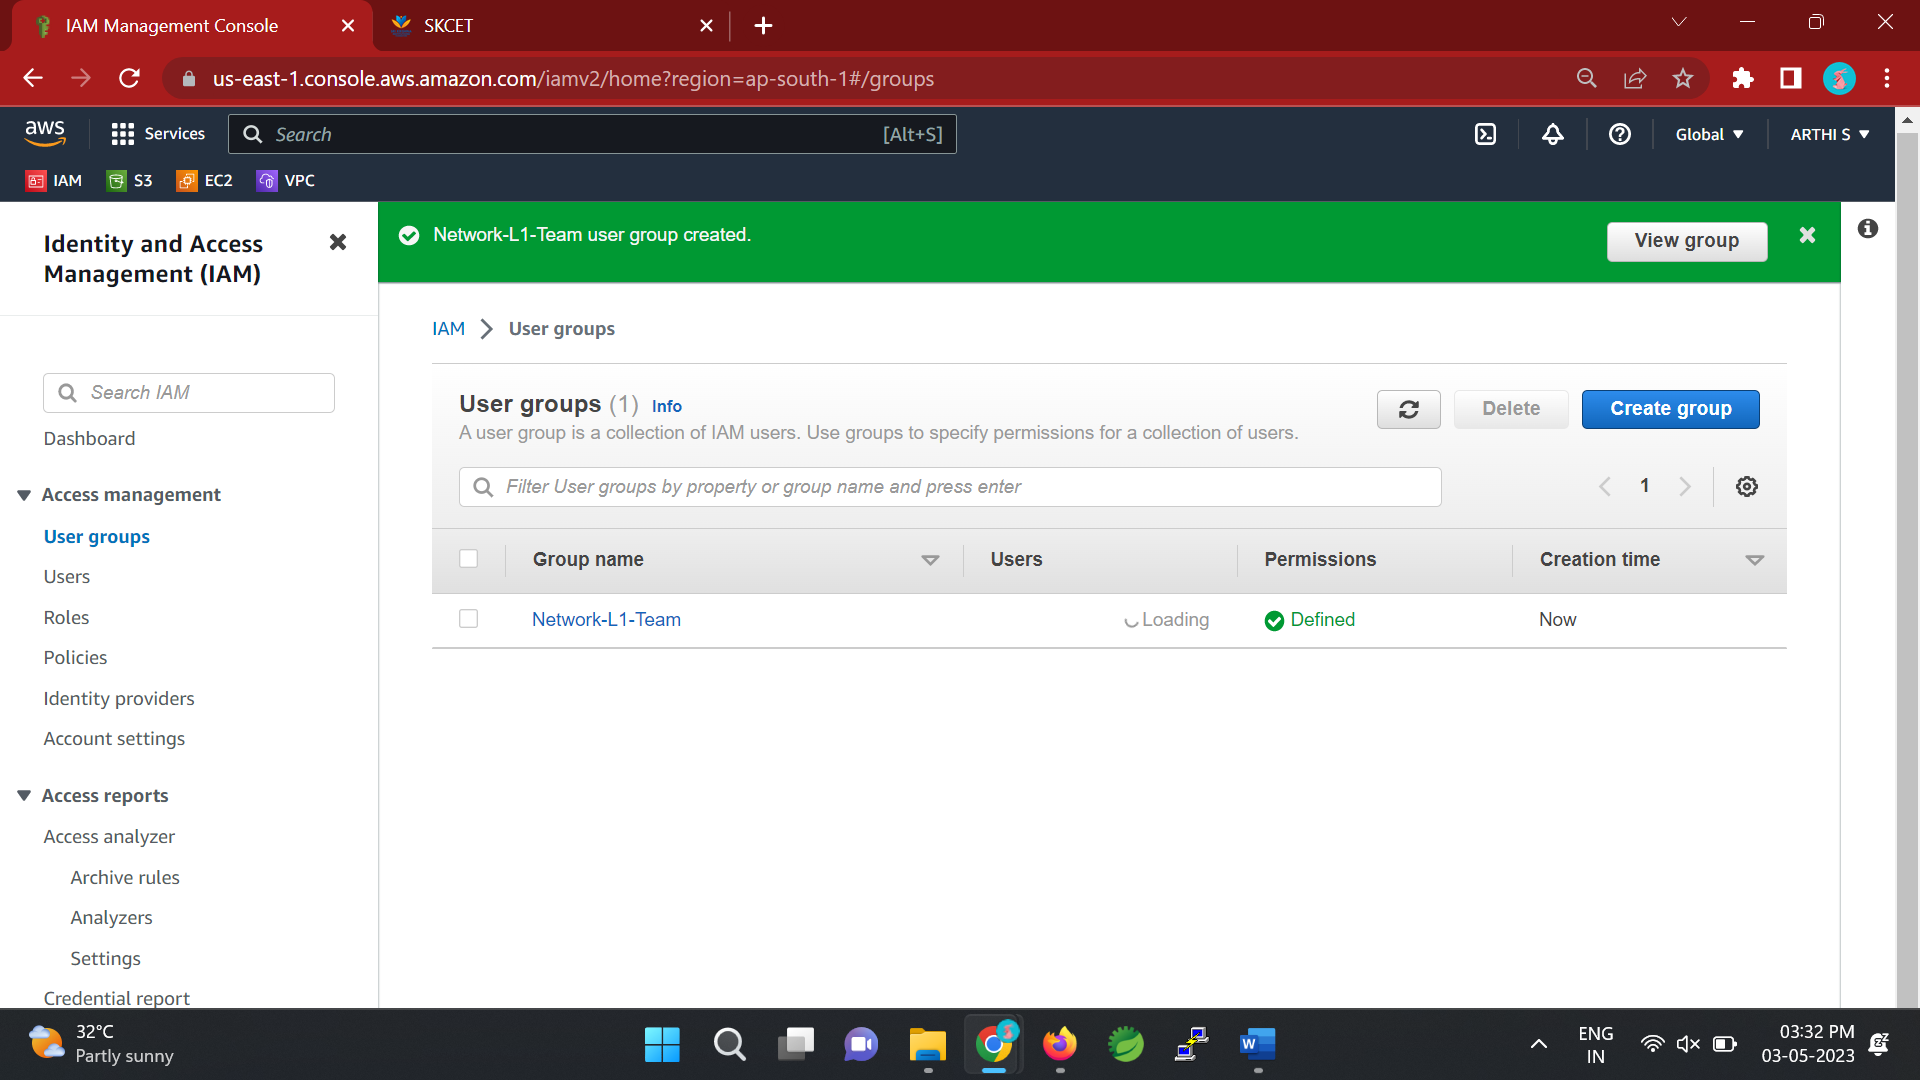 IAM Management Console
SKCET
us-east-1.console.aws.amazon.com/iamv2/home?region=ap-south-1#/groups
aws
Services
Search
[Alt+S]
Global
ARTHI S
IAM
S3
EC2
VPC
Identity and Access
Management (IAM)
Search IAM
Dashboard
Access management
User groups
Users
Roles
Policies
Identity providers
Account settings
Access reports
Access analyzer
Archive rules
Analyzers
Settings
Credential report
Network-L1-Team user group created.
View group
IAM
User groups
User groups (1) Info
A user group is a collection of IAM users. Use groups to specify permissions for a collection of users.
Delete
Create group
Filter User groups by property or group name and press enter
1
Group name
Users
Permissions
Creation time
Network-L1-Team
Loading
Defined
Now
32°C
Partly sunny
W
ENG
IN
03:32 PM
03-05-2023